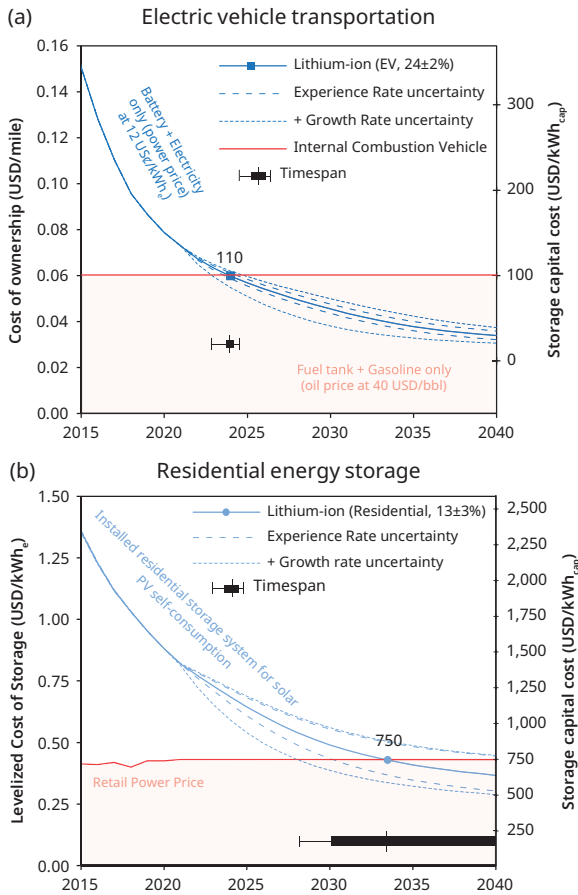 (a) Electric vehicle transportation
Cost of ownership (USD/mile)
0.16
0.14
0.12
0.10
0.08
0.06
0.04
0.02
0.00
Lithium-ion (EV, 24±2%)
Experience Rate uncertainty
+ Growth Rate uncertainty
Internal Combustion Vehicle
Timespan
Battery + Electricity
only (power price)
at 12 US¢/kWhe)
110
Fuel tank + Gasoline only
(oil price at 40 USD/bbl)
300
200
100
0
Storage capital cost (USD/kWhcap)
2015 2020 2025 2030 2035 2040
(b) Residential energy storage
Levelized Cost of Storage (USD/kWhe)
1.50
1.25
1.00
0.75
0.50
0.25
0.00
Lithium-ion (Residential, 13±3%)
Experience Rate uncertainty
+ Growth rate uncertainty
Timespan
Installed residential storage system for solar
PV self-consumption
750
Retail Power Price
2,500
2,250
2,000
1,750
1,500
1,250
1,000
750
500
250
Storage capital cost (USD/kWhcap)
2015 2020 2025 2030 2035 2040